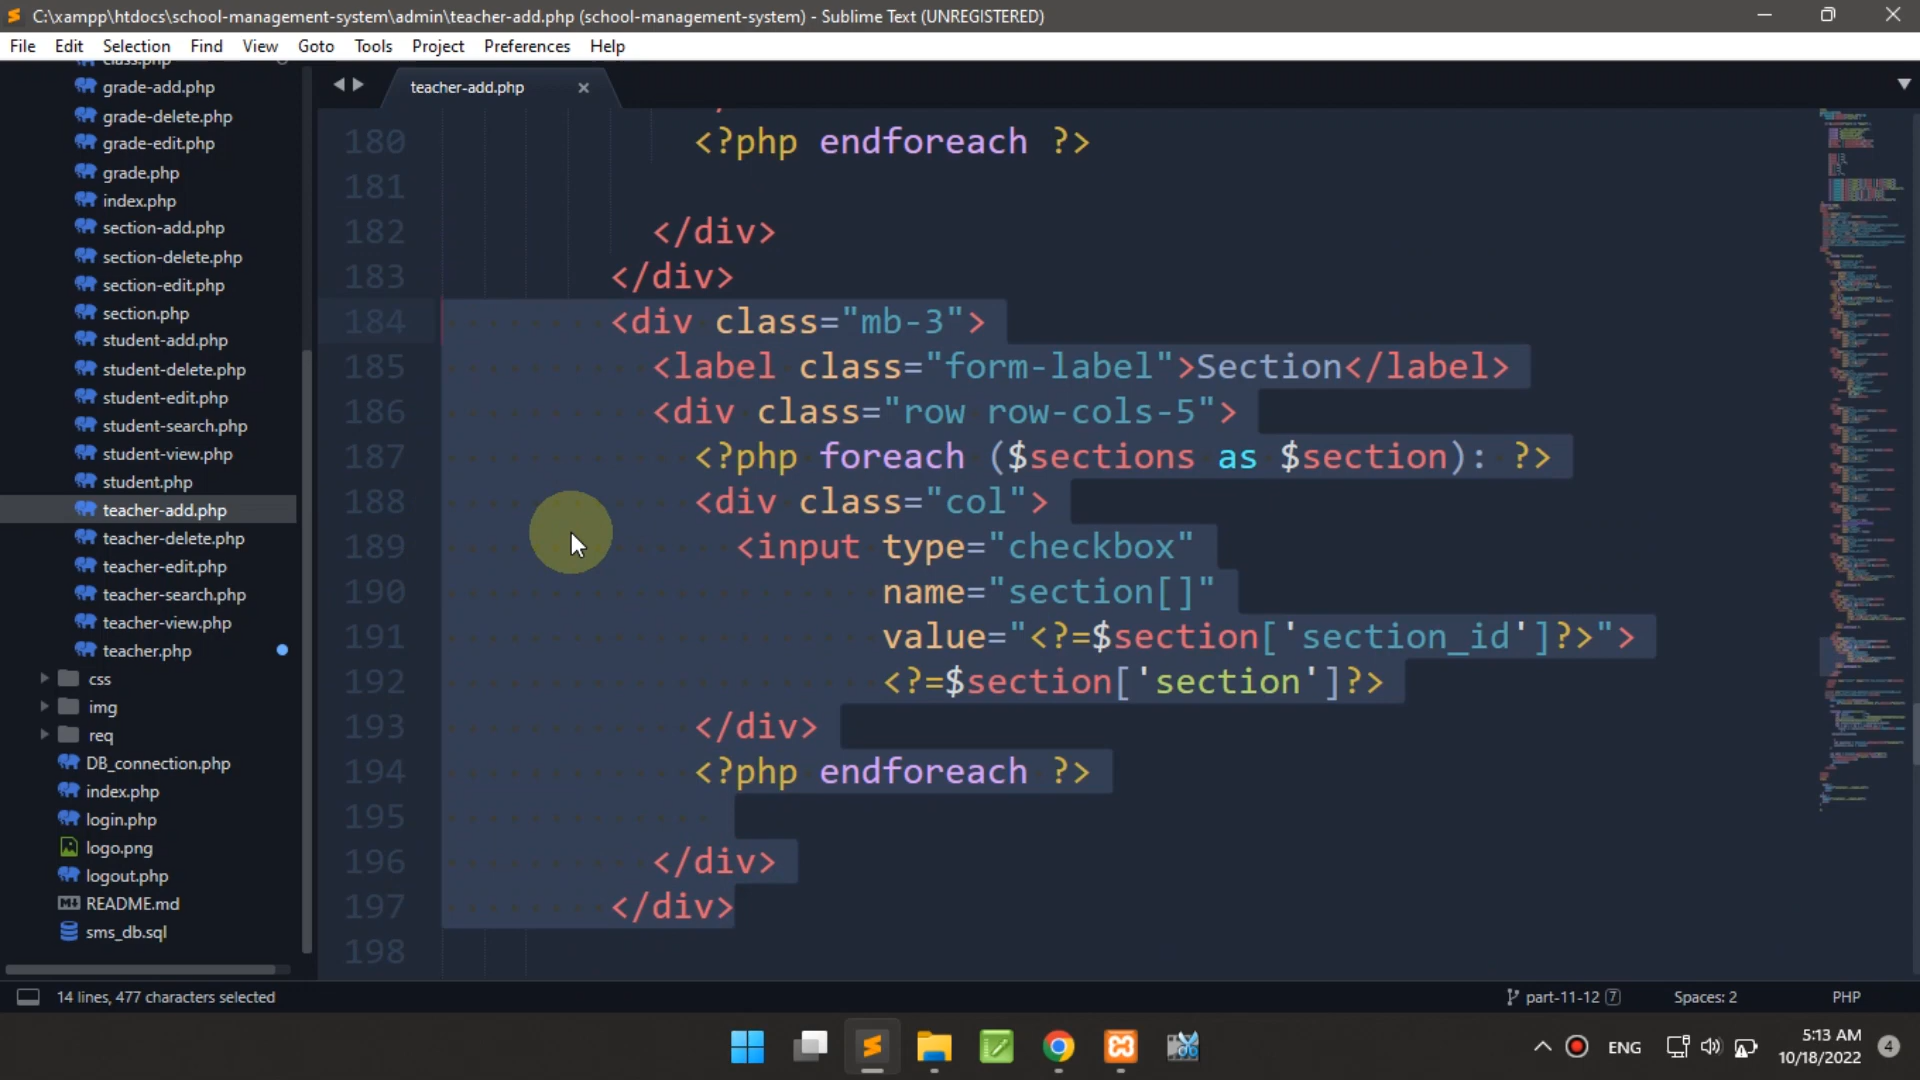 C:\xampp\htdocs\school-management-system\admin\teacher-add.php (school-management-system) - Sublime Text (UNREGISTERED)
File Edit Selection Find View Goto Tools Project Preferences Help
class.php
grade-add.php
grade-delete.php
grade-edit.php
grade.php
index.php
section-add.php
section-delete.php
section-edit.php
section.php
student-add.php
student-delete.php
student-edit.php
student-search.php
student-view.php
student.php
teacher-add.php
teacher-delete.php
teacher-edit.php
teacher-search.php
teacher-view.php
teacher.php
css
img
req
DB_connection.php
index.php
login.php
logo.png
logout.php
README.md
sms_db.sql
teacher-add.php
180 <?php endforeach ?>
181
182 </div>
183 </div>
184 <div class="mb-3">
185 <label class="form-label">Section</label>
186 <div class="row row-cols-5">
187 <?php foreach ($sections as $section): ?>
188 <div class="col">
189 <input type="checkbox"
190 name="section[]"
191 value="<?=$section['section_id']?>">
192 <?=$section['section']?>
193 </div>
194 <?php endforeach ?>
195
196 </div>
197 </div>
198
14 lines, 477 characters selected
part-11-12 7
Spaces: 2
PHP
ENG
5:13 AM
10/18/2022
4